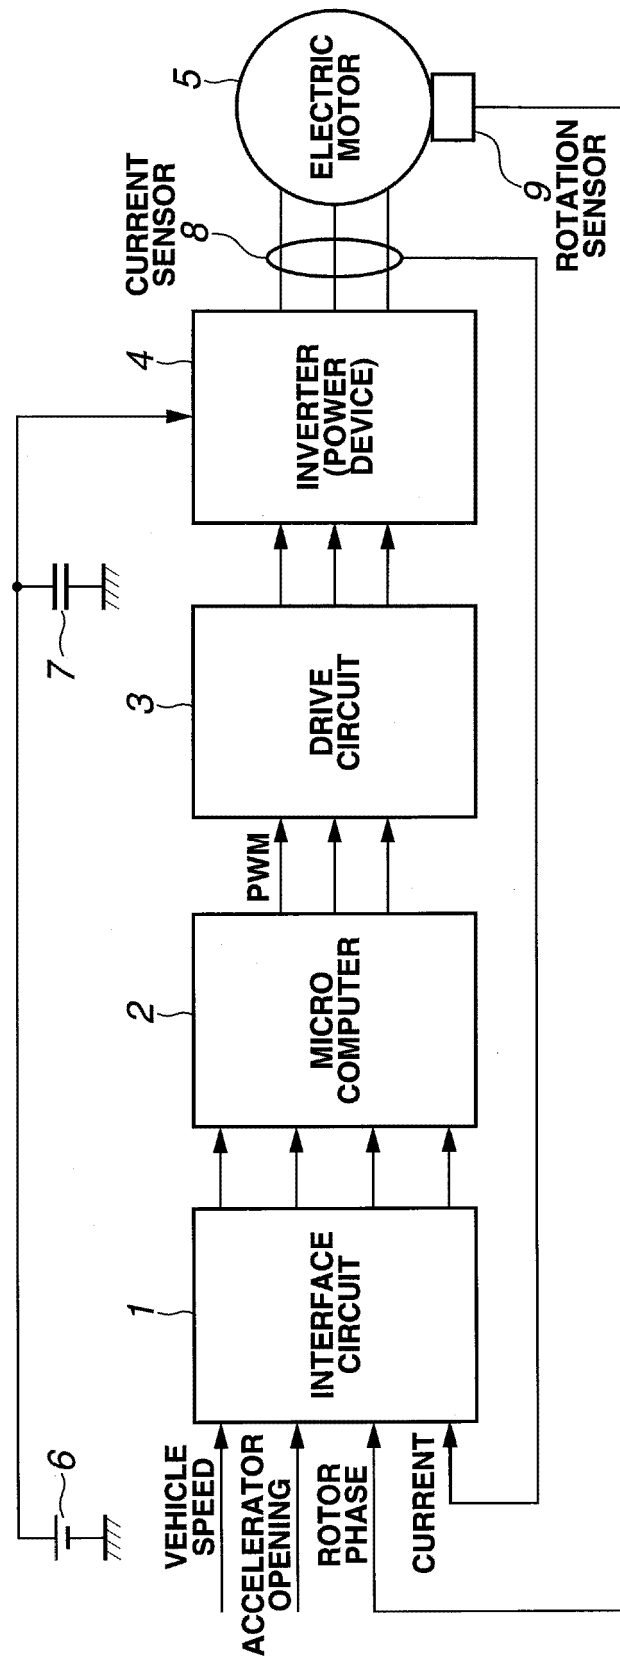 6
7
CURRENT
SENSOR
8
5
1
2
3
4
PWM
VEHICLE
SPEED
ACCELERATOR
OPENING
ROTOR
PHASE
CURRENT
INTERFACE
CIRCUIT
MICRO
COMPUTER
DRIVE
CIRCUIT
INVERTER
(POWER
DEVICE)
ELECTRIC
MOTOR
9
ROTATION
SENSOR